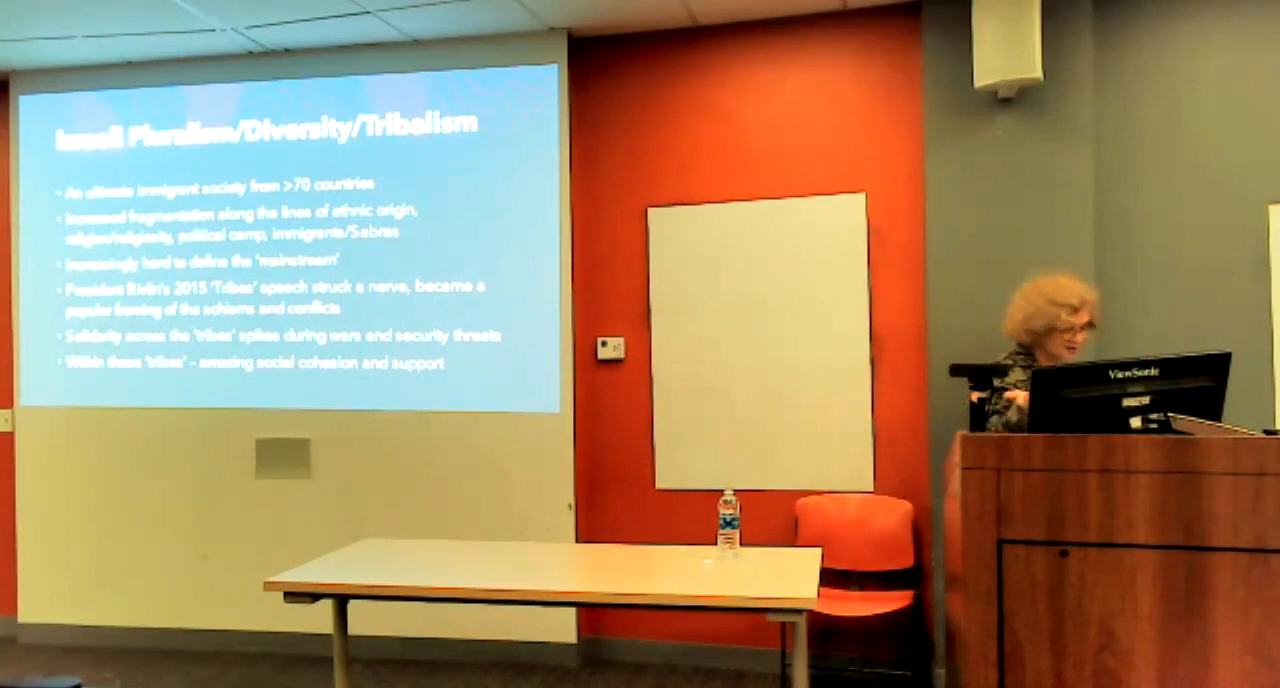 Israeli Pluralism/Diversity/Tribalism
• An ultimate immigrant society from >70 countries
• Increased fragmentation along the lines of ethnic origin,
religion/religiosity, political camp, immigrants/Sabras
• Increasingly hard to define the 'mainstream'
• President Rivlin's 2015 'Tribes' speech struck a nerve, became a
popular framing of the schisms and conflicts
• Solidarity across the 'tribes' spikes during wars and security threats
• Within these 'tribes' - amazing social cohesion and support
ViewSonic